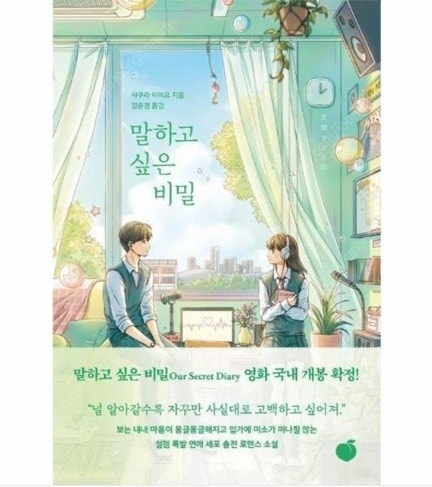 사쿠라 이이요 지음
김윤경 옮김
말하고
싶은
비밀
말하고 싶은 비밀Our Secret Diary 영화 국내 개봉 확정!
“널 알아갈수록 자꾸만 사실대로 고백하고 싶어져.”
보는 내내 마음이 몽글몽글해지고 입가에 미소가 떠나질 않는
설렘 폭발 연애 세포 충전 로맨스 소설